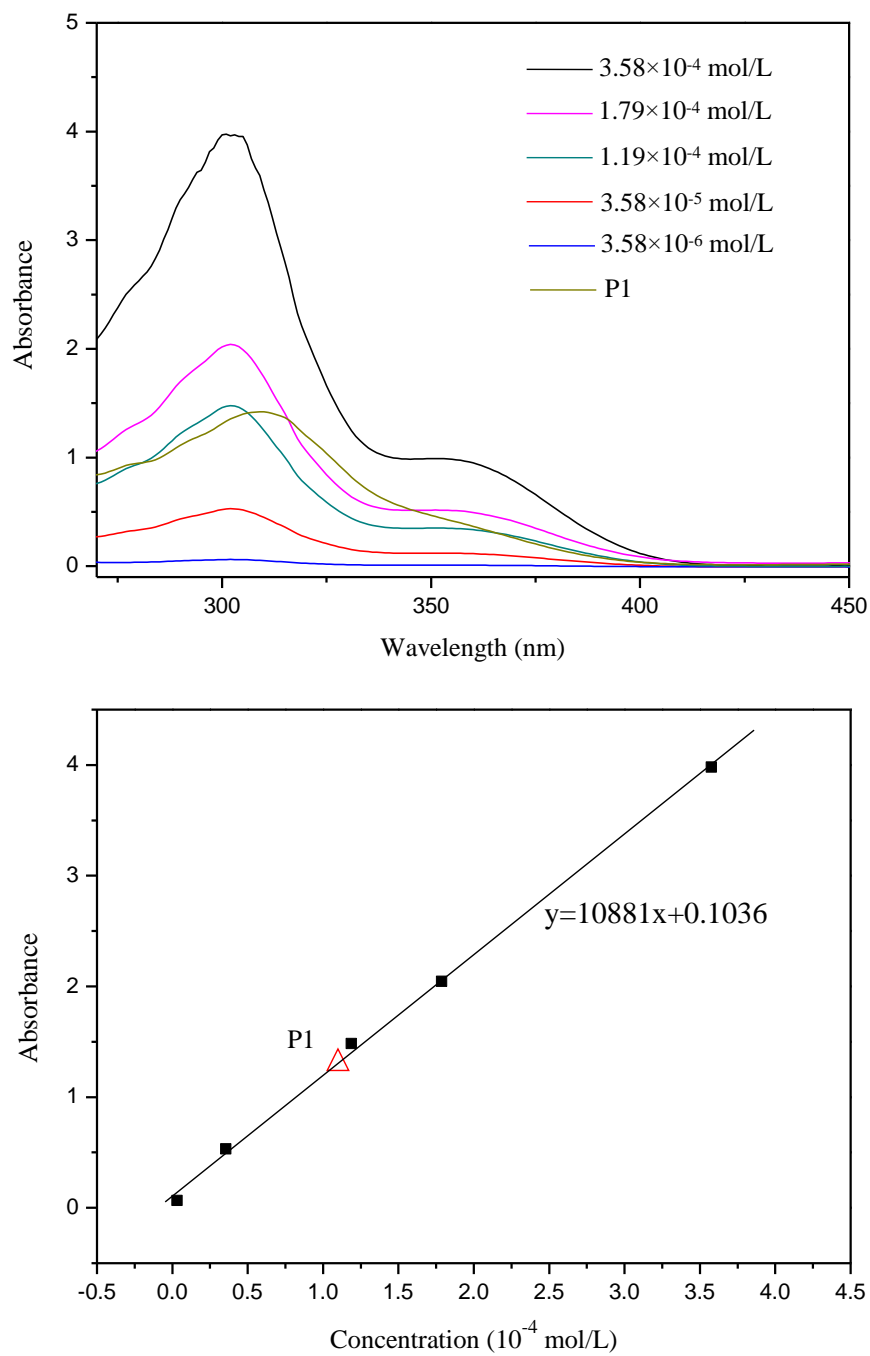 5
4
3
2
1
0
Absorbance
3.58×10⁻⁴ mol/L
1.79×10⁻⁴ mol/L
1.19×10⁻⁴ mol/L
3.58×10⁻⁵ mol/L
3.58×10⁻⁶ mol/L
P1
300 350 400 450
Wavelength (nm)
4
3
2
1
0
Absorbance
y=10881x+0.1036
P1
-0.5 0.0 0.5 1.0 1.5 2.0 2.5 3.0 3.5 4.0 4.5
Concentration (10⁻⁴ mol/L)